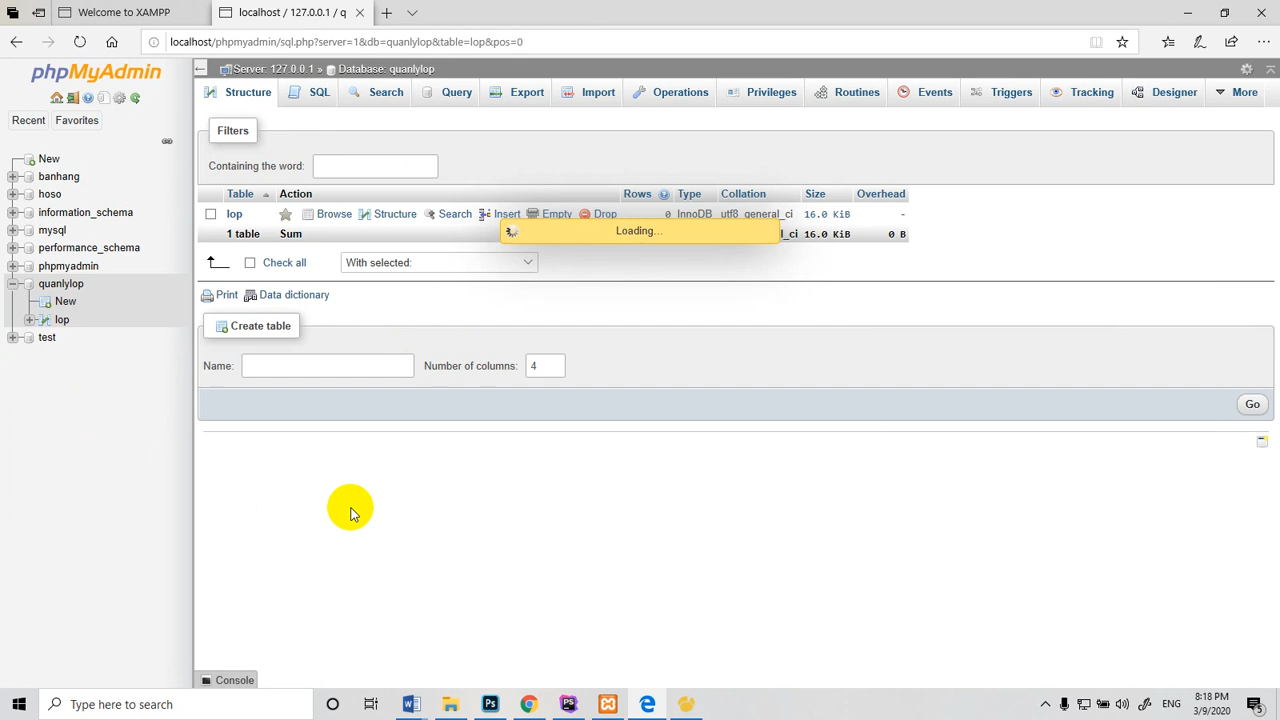 Welcome to XAMPP
localhost / 127.0.0.1 / q
localhost/phpmyadmin/sql.php?server=1&db=quanlylop&table=lop&pos=0
phpMyAdmin
Server: 127.0.0.1 » Database: quanlylop
Structure SQL Search Query Export Import Operations Privileges Routines Events Triggers Tracking Designer More
Recent Favorites
New
banhang
hoso
information_schema
mysql
performance_schema
phpmyadmin
quanlylop
New
lop
test
Filters
Containing the word:
Table Action Rows Type Collation Size Overhead
lop Browse Structure Search Insert Empty Drop 0 InnoDB utf8_general_ci 16.0 KiB -
Loading...
1 table Sum _ci 16.0 KiB 0 B
Check all With selected:
Print Data dictionary
Create table
Name: Number of columns: 4
Go
Console
Type here to search
ENG
8:18 PM
3/9/2020
5